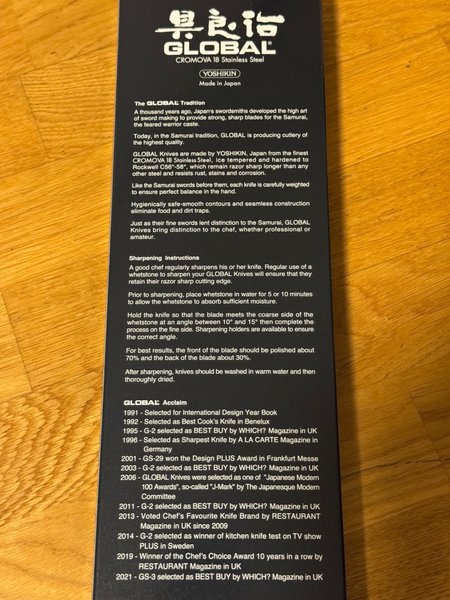 具良治
GLOBAL®
CROMOVA 18 Stainless Steel
YOSHIKIN
Made in Japan
The GLOBAL® Tradition
A thousand years ago, Japan's swordsmiths developed the high art
of sword making to provide strong, sharp blades for the Samurai,
the feared warrior caste.
Today, in the Samurai tradition, GLOBAL is producing cutlery of
the highest quality.
GLOBAL Knives are made by YOSHIKIN, Japan from the finest
CROMOVA 18 Stainless Steel, ice tempered and hardened to
Rockwell C56°-58°, which remain razor sharp longer than any
other steel and resists rust, stains and corrosion.
Like the Samurai swords before them, each knife is carefully weighted
to ensure perfect balance in the hand.
Hygienically safe-smooth contours and seamless construction
eliminate food and dirt traps.
Just as their fine swords lent distinction to the Samurai, GLOBAL
Knives bring distinction to the chef, whether professional or
amateur.
Sharpening Instructions
A good chef regularly sharpens his or her knife. Regular use of a
whetstone to sharpen your GLOBAL Knives will ensure that they
retain their razor sharp cutting edge.
Prior to sharpening, place whetstone in water for 5 or 10 minutes
to allow the whetstone to absorb sufficient moisture.
Hold the knife so that the blade meets the coarse side of the
whetstone at an angle between 10° and 15° then complete the
process on the fine side. Sharpening holders are available to ensure
the correct angle.
For best results, the front of the blade should be polished about
70% and the back of the blade about 30%.
After sharpening, knives should be washed in warm water and then
thoroughly dried.
GLOBAL® Acclaim
1991 - Selected for International Design Year Book
1992 - Selected as Best Cook's Knife in Benelux
1995 - G-2 selected as BEST BUY by WHICH? Magazine in UK
1996 - Selected as Sharpest Knife by A LA CARTE Magazine in
Germany
2001 - GS-29 won the Design PLUS Award in Frankfurt Messe
2003 - G-2 selected as BEST BUY by WHICH? Magazine in UK
2006 - GLOBAL Knives were selected as one of "Japanese Modern
100 Awards", so-called "J-Mark" by The Japanesque Modern
Committee
2011 - G-2 selected as BEST BUY by WHICH? Magazine in UK
2013 - Voted Chef's Favourite Knife Brand by RESTAURANT
Magazine in UK since 2009
2014 - G-2 selected as winner of kitchen knife test on TV show
PLUS in Sweden
2019 - Winner of the Chef's Choice Award 10 years in a row by
RESTAURANT Magazine in UK
2021 - GS-3 selected as BEST BUY by WHICH? Magazine in UK